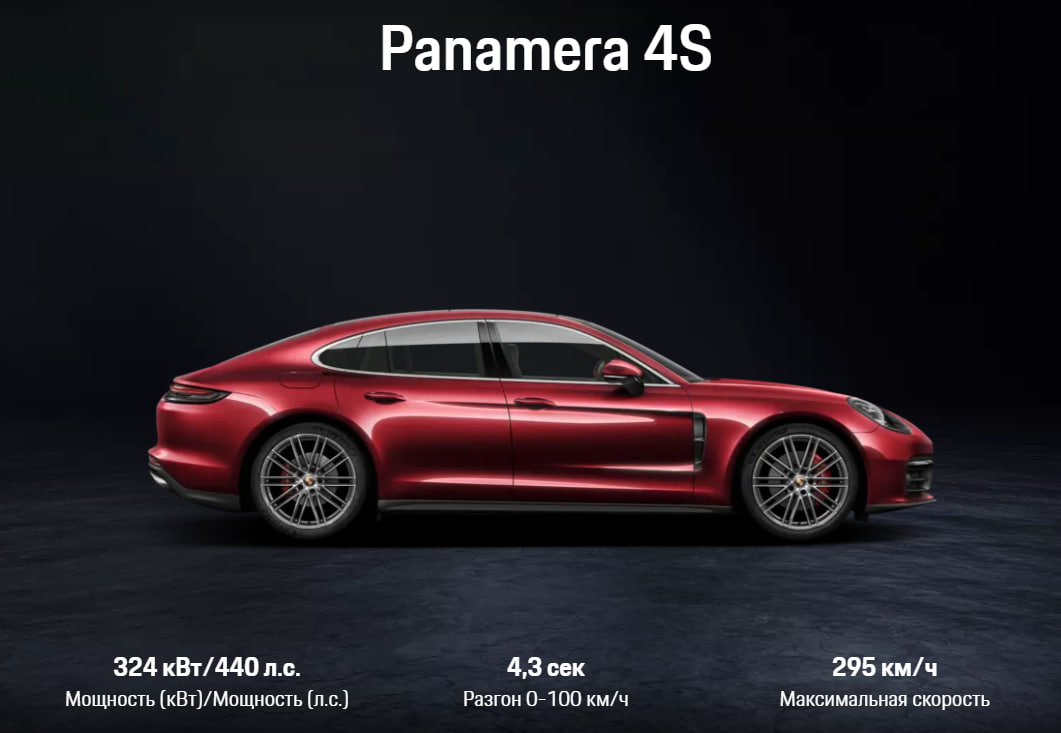 Panamera 4S
324 кВт/440 л.с.
Мощность (кВт)/Мощность (л.с.)
4,3 сек
Разгон 0-100 км/ч
295 км/ч
Максимальная скорость